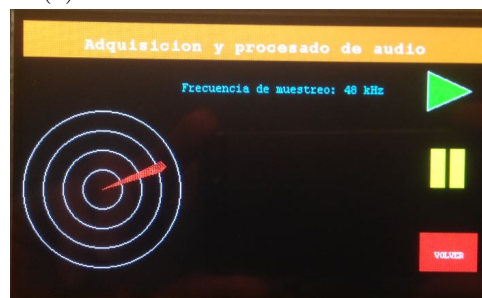 Adquisicion y procesado de audio
Frecuencia de muestreo: 48 kHz
VOLVER